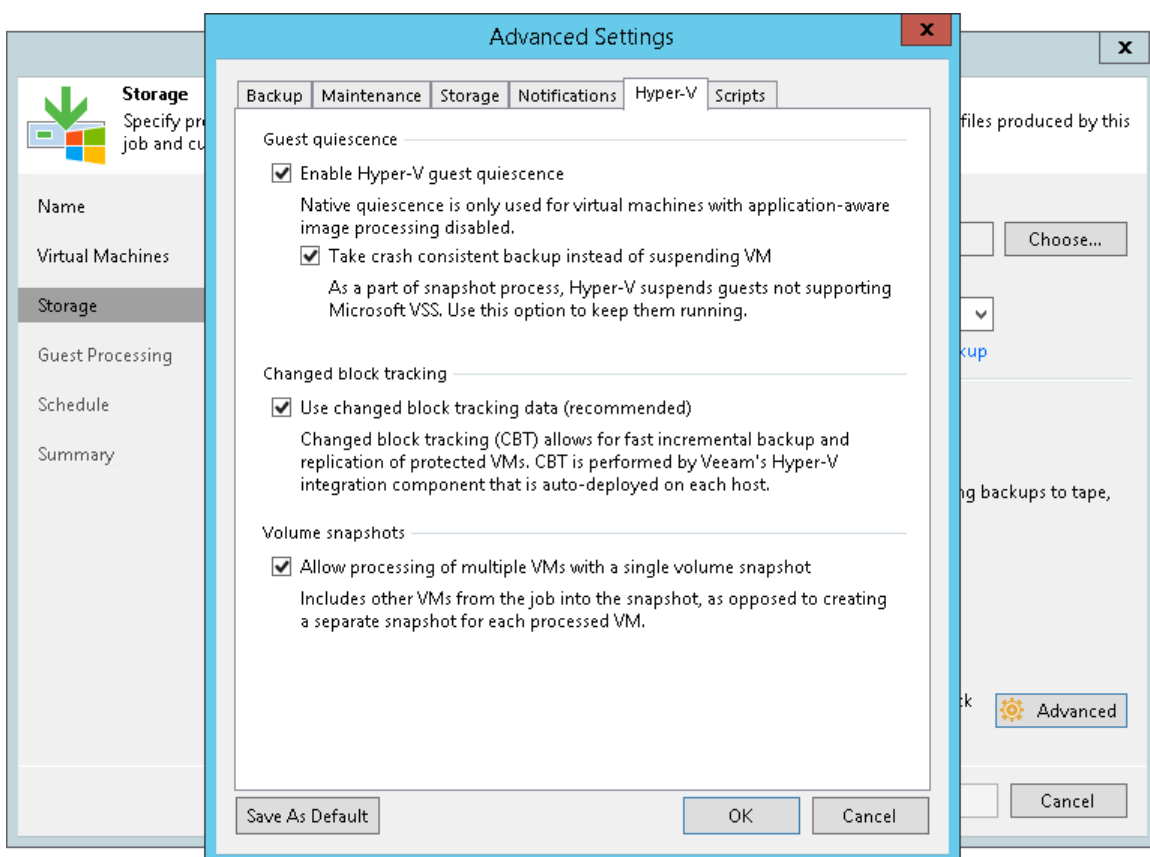 Advanced Settings
x
x
Storage
Specify pr
job and cu
files produced by this
Name
Virtual Machines
Storage
Guest Processing
Schedule
Summary
Backup
Maintenance
Storage
Notifications
Hyper-V
Scripts
Guest quiescence
Enable Hyper-V guest quiescence
Native quiescence is only used for virtual machines with application-aware
image processing disabled.
Take crash consistent backup instead of suspending VM
As a part of snapshot process, Hyper-V suspends guests not supporting
Microsoft VSS. Use this option to keep them running.
Changed block tracking
Use changed block tracking data (recommended)
Changed block tracking (CBT) allows for fast incremental backup and
replication of protected VMs. CBT is performed by Veeam's Hyper-V
integration component that is auto-deployed on each host.
Volume snapshots
Allow processing of multiple VMs with a single volume snapshot
Includes other VMs from the job into the snapshot, as opposed to creating
a separate snapshot for each processed VM.
Save As Default
OK
Cancel
Choose...
kup
ng backups to tape,
Advanced
Cancel